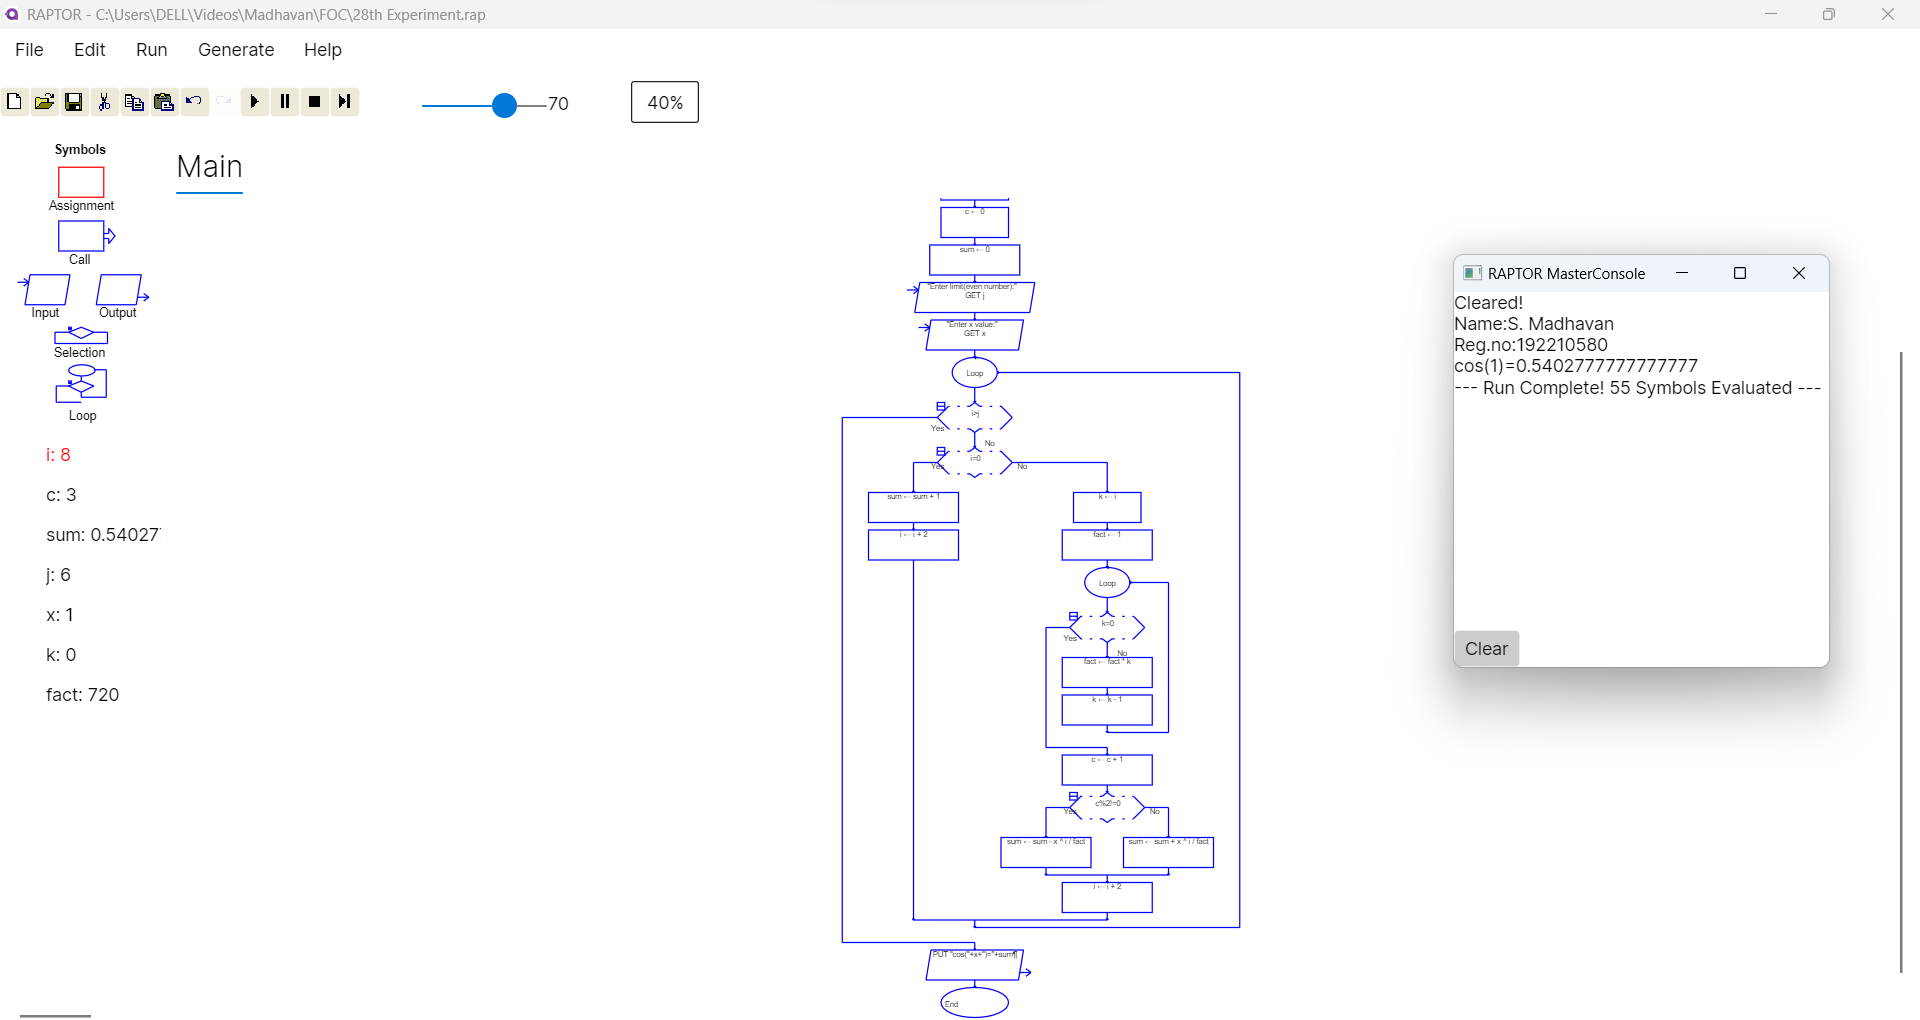 RAPTOR - C:\Users\DELL\Videos\Madhavan\FOC\28th Experiment.rap
File Edit Run Generate Help
70
40%
Symbols
Assignment
Call
Input Output
Selection
Loop
i: 8
c: 3
sum: 0.54027
j: 6
x: 1
k: 0
fact: 720
Main
c ← 0
sum ← 0
"Enter limit(even number):"
GET j
"Enter x value:"
GET x
Loop
i>j
Yes
No
i=0
Yes No
sum ← sum + 1
i ← i + 2
k ← i
fact ← 1
Loop
k=0
Yes
No
fact ← fact * k
k ← k - 1
c ← c + 1
c%2!=0
Yes No
sum ← sum - x ^ i / fact
sum ← sum + x ^ i / fact
i ← i + 2
PUT "cos("+x+")="+sum¶
End
RAPTOR MasterConsole
Cleared!
Name:S. Madhavan
Reg.no:192210580
cos(1)=0.5402777777777777
--- Run Complete! 55 Symbols Evaluated ---
Clear